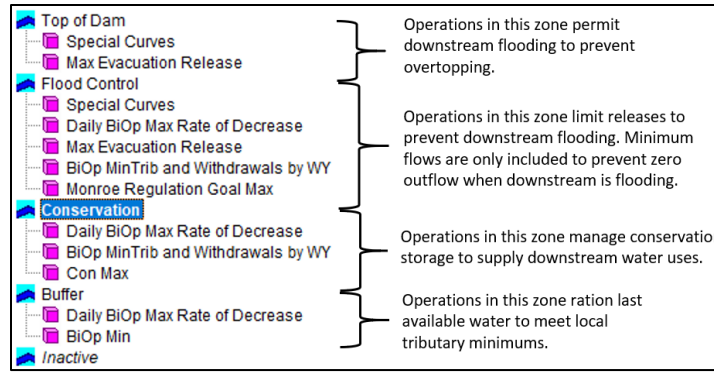 Top of Dam
Special Curves
Max Evacuation Release
Flood Control
Special Curves
Daily BiOp Max Rate of Decrease
Max Evacuation Release
BiOp MinTrib and Withdrawals by WY
Monroe Regulation Goal Max
Conservation
Daily BiOp Max Rate of Decrease
BiOp MinTrib and Withdrawals by WY
Con Max
Buffer
Daily BiOp Max Rate of Decrease
BiOp Min
Inactive
Operations in this zone permit
downstream flooding to prevent
overtopping.
Operations in this zone limit releases to
prevent downstream flooding. Minimum
flows are only included to prevent zero
outflow when downstream is flooding.
Operations in this zone manage conservatio
storage to supply downstream water uses.
Operations in this zone ration last
available water to meet local
tributary minimums.